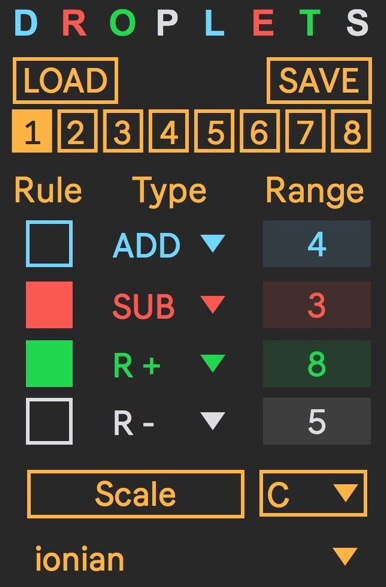 DROPLETS
LOAD SAVE
1 2 3 4 5 6 7 8
Rule Type Range
ADD 4
SUB 3
R + 8
R - 5
Scale C
ionian